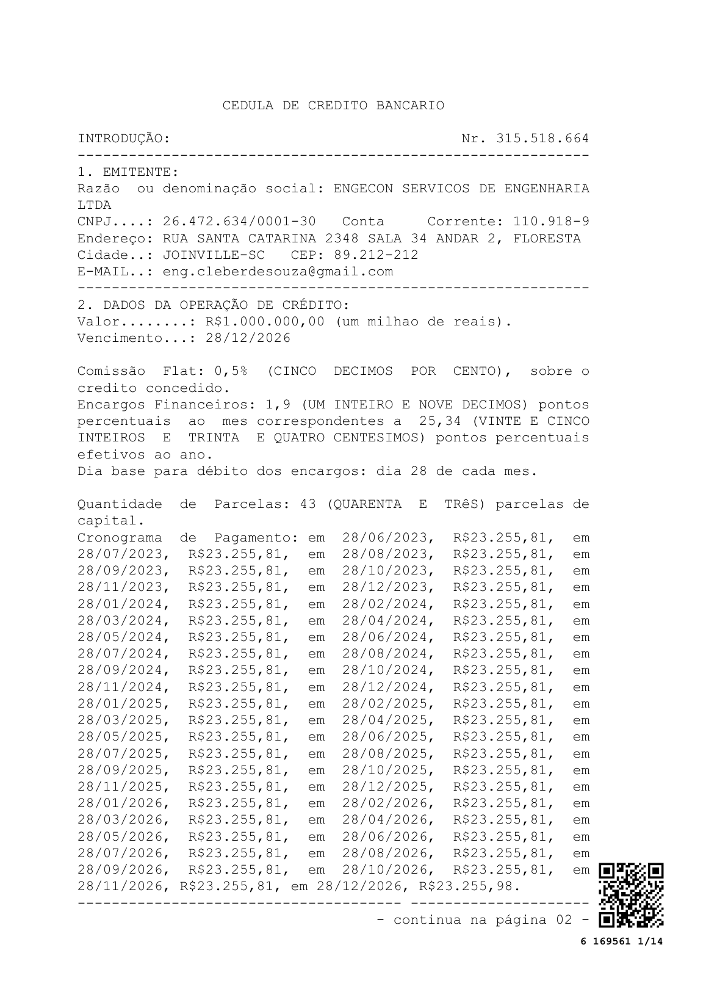 CEDULA DE CREDITO BANCARIO
INTRODUÇÃO: Nr. 315.518.664
------------------------------------------------------------
1. EMITENTE:
Razão ou denominação social: ENGECON SERVICOS DE ENGENHARIA
LTDA
CNPJ....: 26.472.634/0001-30 Conta Corrente: 110.918-9
Endereço: RUA SANTA CATARINA 2348 SALA 34 ANDAR 2, FLORESTA
Cidade..: JOINVILLE-SC CEP: 89.212-212
E-MAIL..: eng.cleberdesouza@gmail.com
------------------------------------------------------------
2. DADOS DA OPERAÇÃO DE CRÉDITO:
Valor........: R$1.000.000,00 (um milhao de reais).
Vencimento...: 28/12/2026
Comissão Flat: 0,5% (CINCO DECIMOS POR CENTO), sobre o
credito concedido.
Encargos Financeiros: 1,9 (UM INTEIRO E NOVE DECIMOS) pontos
percentuais ao mes correspondentes a 25,34 (VINTE E CINCO
INTEIROS E TRINTA E QUATRO CENTESIMOS) pontos percentuais
efetivos ao ano.
Dia base para débito dos encargos: dia 28 de cada mes.
Quantidade de Parcelas: 43 (QUARENTA E TRêS) parcelas de
capital.
Cronograma de Pagamento: em 28/06/2023, R$23.255,81, em
28/07/2023, R$23.255,81, em 28/08/2023, R$23.255,81, em
28/09/2023, R$23.255,81, em 28/10/2023, R$23.255,81, em
28/11/2023, R$23.255,81, em 28/12/2023, R$23.255,81, em
28/01/2024, R$23.255,81, em 28/02/2024, R$23.255,81, em
28/03/2024, R$23.255,81, em 28/04/2024, R$23.255,81, em
28/05/2024, R$23.255,81, em 28/06/2024, R$23.255,81, em
28/07/2024, R$23.255,81, em 28/08/2024, R$23.255,81, em
28/09/2024, R$23.255,81, em 28/10/2024, R$23.255,81, em
28/11/2024, R$23.255,81, em 28/12/2024, R$23.255,81, em
28/01/2025, R$23.255,81, em 28/02/2025, R$23.255,81, em
28/03/2025, R$23.255,81, em 28/04/2025, R$23.255,81, em
28/05/2025, R$23.255,81, em 28/06/2025, R$23.255,81, em
28/07/2025, R$23.255,81, em 28/08/2025, R$23.255,81, em
28/09/2025, R$23.255,81, em 28/10/2025, R$23.255,81, em
28/11/2025, R$23.255,81, em 28/12/2025, R$23.255,81, em
28/01/2026, R$23.255,81, em 28/02/2026, R$23.255,81, em
28/03/2026, R$23.255,81, em 28/04/2026, R$23.255,81, em
28/05/2026, R$23.255,81, em 28/06/2026, R$23.255,81, em
28/07/2026, R$23.255,81, em 28/08/2026, R$23.255,81, em
28/09/2026, R$23.255,81, em 28/10/2026, R$23.255,81, em
28/11/2026, R$23.255,81, em 28/12/2026, R$23.255,98.
-------------------------------------- ---------------------
- continua na página 02 -
6 169561 1/14